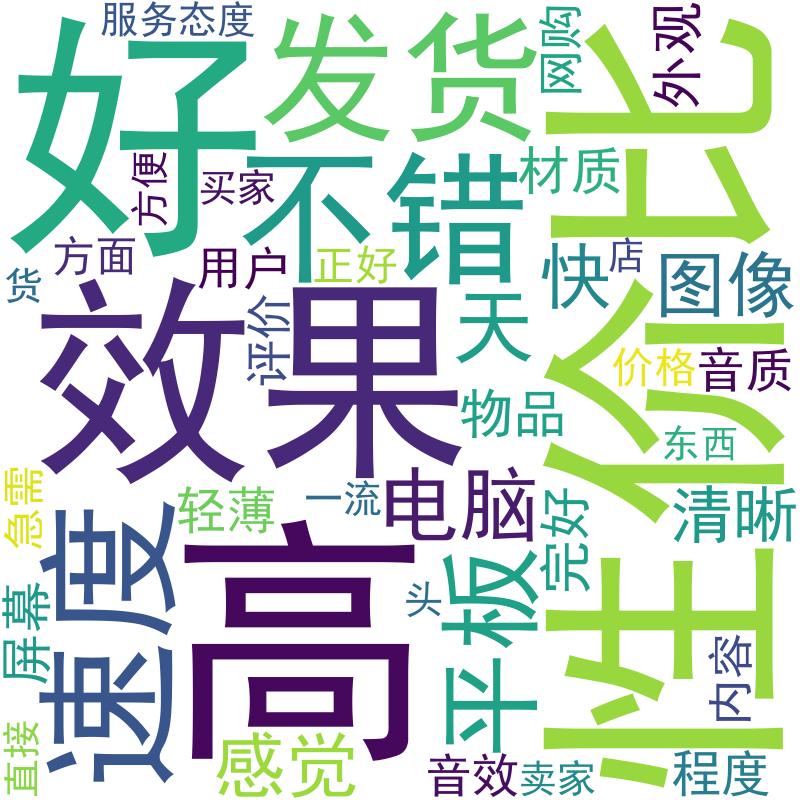 服务态度
好
发货
网购
外观
性价比
方便
买家
不错
材质
方面
用户
正好
快
店
图像
货
效果
评价
天
价格
音质
物品
东西
急需
轻薄
一流
电脑
清晰
速度
高
头
平板
完好
屏幕
内容
直接
感觉
音效
卖家
程度